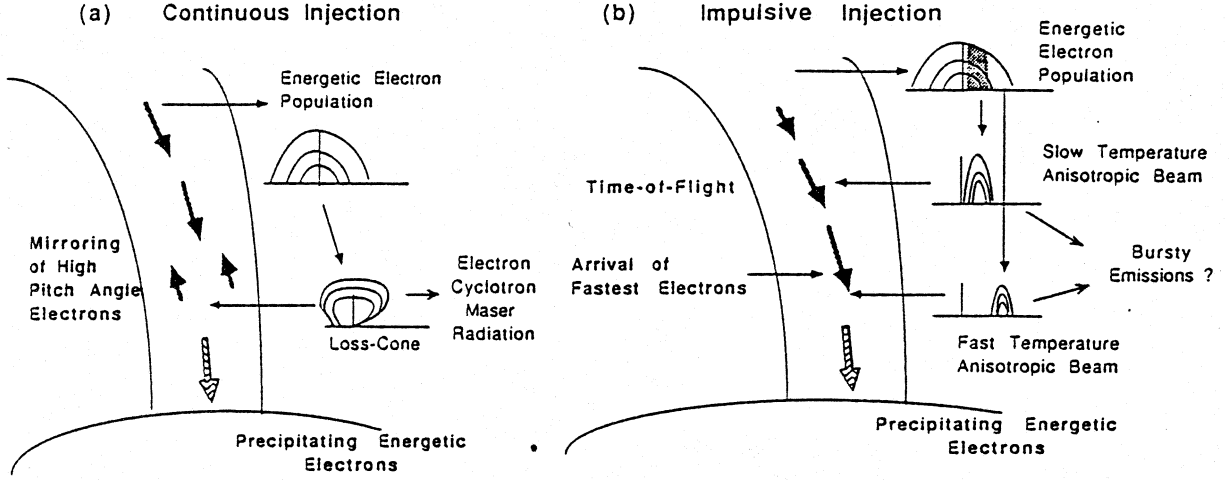 (a) Continuous Injection
Energetic Electron
Population
Mirroring
of High
Pitch Angle
Electrons
Electron
Cyclotron
Maser
Radiation
Loss-Cone
Precipitating Energetic
Electrons
(b) Impulsive Injection
Energetic
Electron
Population
Slow Temperature
Anisotropic Beam
Time-of-Flight
Arrival of
Fastest Electrons
Bursty
Emissions ?
Fast Temperature
Anisotropic Beam
Precipitating Energetic
Electrons